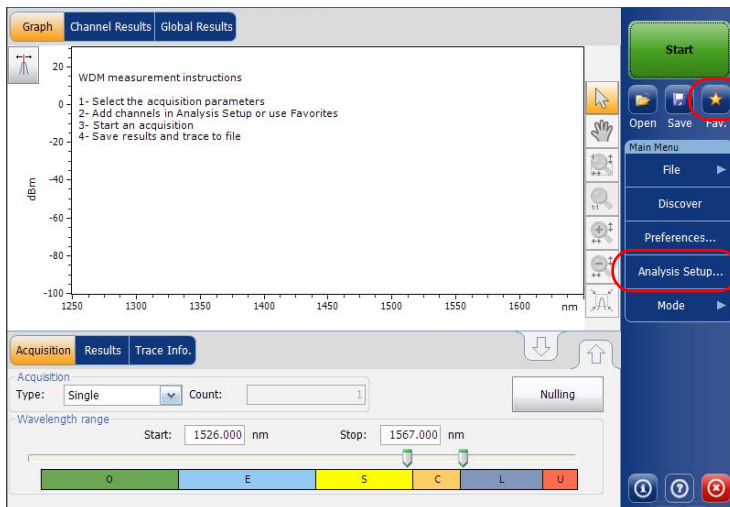 Graph Channel Results Global Results
Start
20
0
-20
-40
-60
-80
-100
dBm
WDM measurement instructions
1- Select the acquisition parameters
2- Add channels in Analysis Setup or use Favorites
3- Start an acquisition
4- Save results and trace to file
1250 1300 1350 1400 1450 1500 1550 1600 nm
1:1
Open Save Fav.
Main Menu
File
Discover
Preferences...
Analysis Setup...
Mode
Acquisition Results Trace Info.
Acquisition
Type: Single Count: 1
Nulling
Wavelength range
Start: 1526.000 nm Stop: 1567.000 nm
O E S C L U